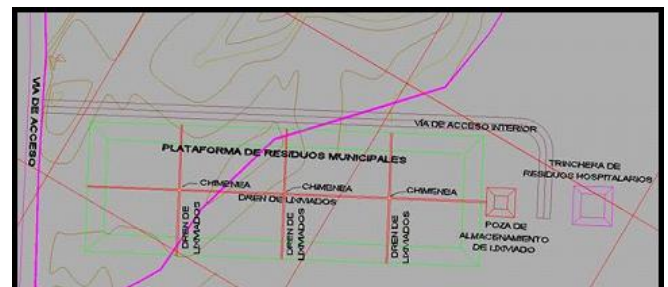 VÍA DE ACCESO
VÍA DE ACCESO INTERIOR
PLATAFORMA DE RESIDUOS MUNICIPALES
TRINCHERA DE
RESIDUOS HOSPITALARIOS
CHIMENEA
CHIMENEA
CHIMENEA
DREN DE LIXIVIADOS
DREN DE
LIXIVIADOS
DREN DE
LIXIVIADOS
DREN DE
LIXIVIADOS
POZA DE
ALMACENAMIENTO
DE LIXIVIADO